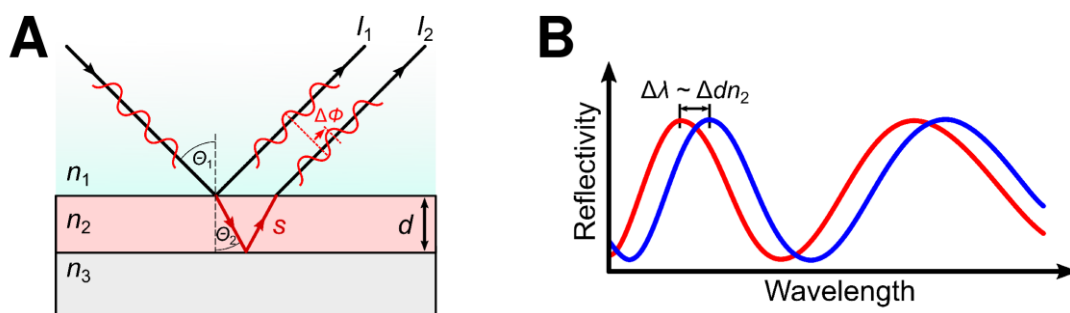 A
I₁
I₂
ΔΦ
Θ₁
n₁
n₂
Θ₂
s
d
n₃
B
Δλ ~ Δdn₂
Reflectivity
Wavelength